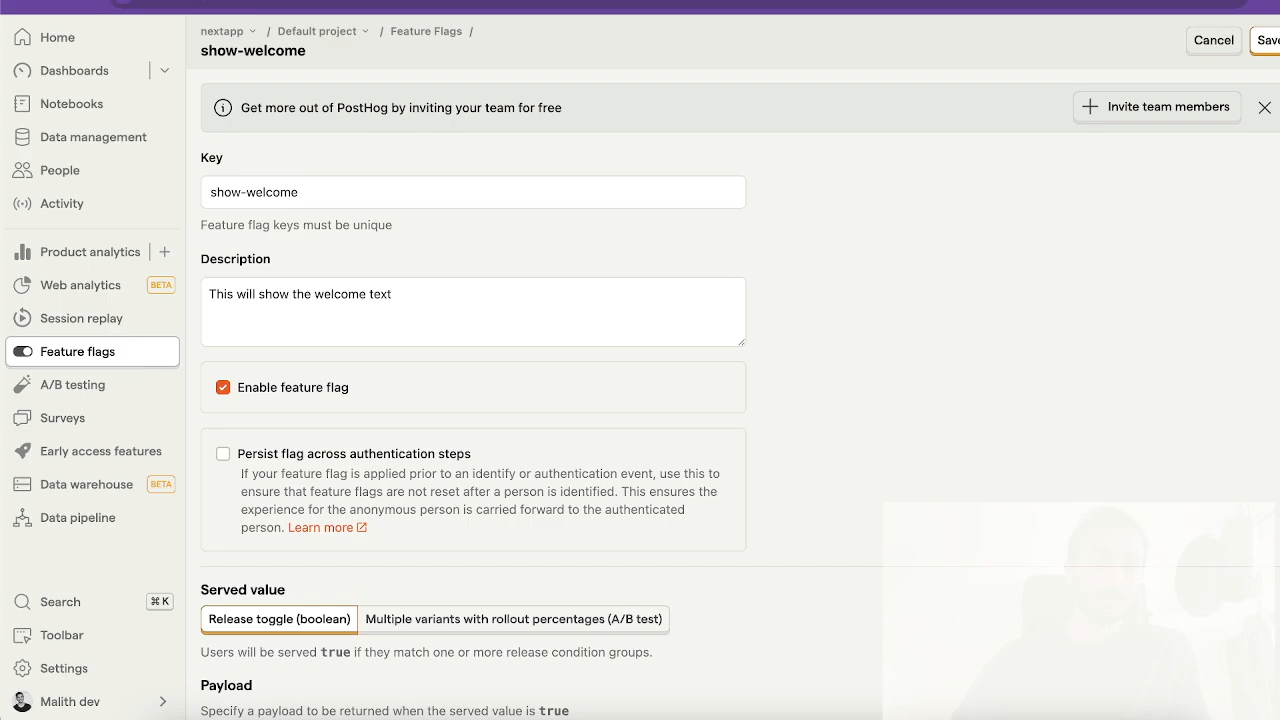 Home
Dashboards
Notebooks
Data management
People
Activity
Product analytics
Web analytics BETA
Session replay
Feature flags
A/B testing
Surveys
Early access features
Data warehouse BETA
Data pipeline
Search ⌘ K
Toolbar
Settings
Malith dev
nextapp / Default project / Feature Flags /
show-welcome
Cancel
Save
Get more out of PostHog by inviting your team for free
Invite team members
Key
show-welcome
Feature flag keys must be unique
Description
This will show the welcome text
Enable feature flag
Persist flag across authentication steps
If your feature flag is applied prior to an identify or authentication event, use this to
ensure that feature flags are not reset after a person is identified. This ensures the
experience for the anonymous person is carried forward to the authenticated
person. Learn more
Served value
Release toggle (boolean) Multiple variants with rollout percentages (A/B test)
Users will be served true if they match one or more release condition groups.
Payload
Specify a payload to be returned when the served value is true